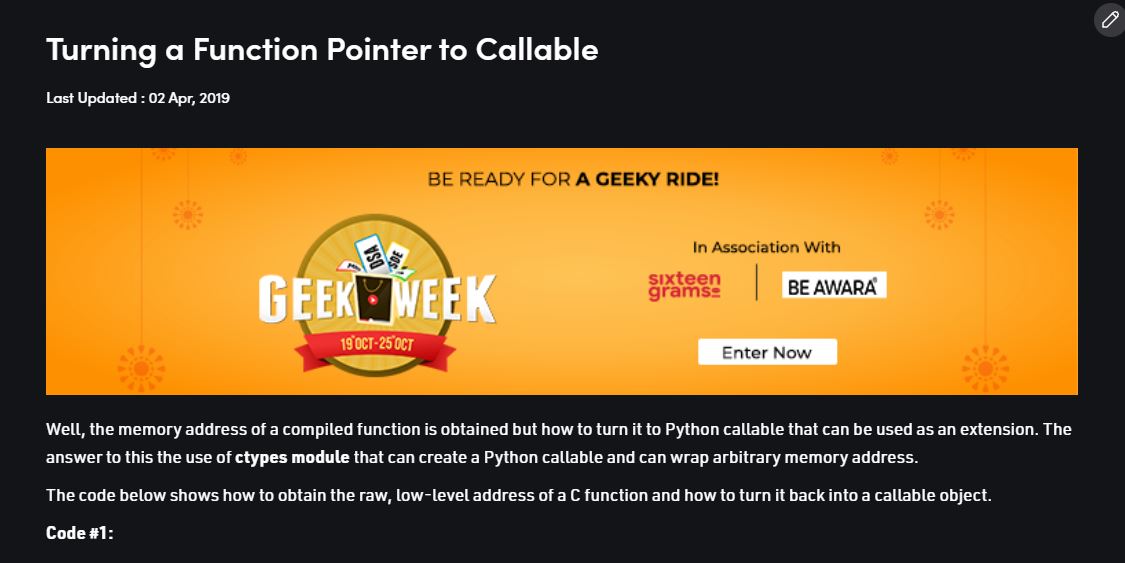 Turning a Function Pointer to Callable
Last Updated : 02 Apr, 2019
BE READY FOR A GEEKY RIDE!
DSA
SDE
GEEK WEEK
19 OCT-25 OCT
In Association With
sixteen
grams
BE AWARA
Enter Now
Well, the memory address of a compiled function is obtained but how to turn it to Python callable that can be used as an extension. The
answer to this the use of ctypes module that can create a Python callable and can wrap arbitrary memory address.
The code below shows how to obtain the raw, low-level address of a C function and how to turn it back into a callable object.
Code #1: